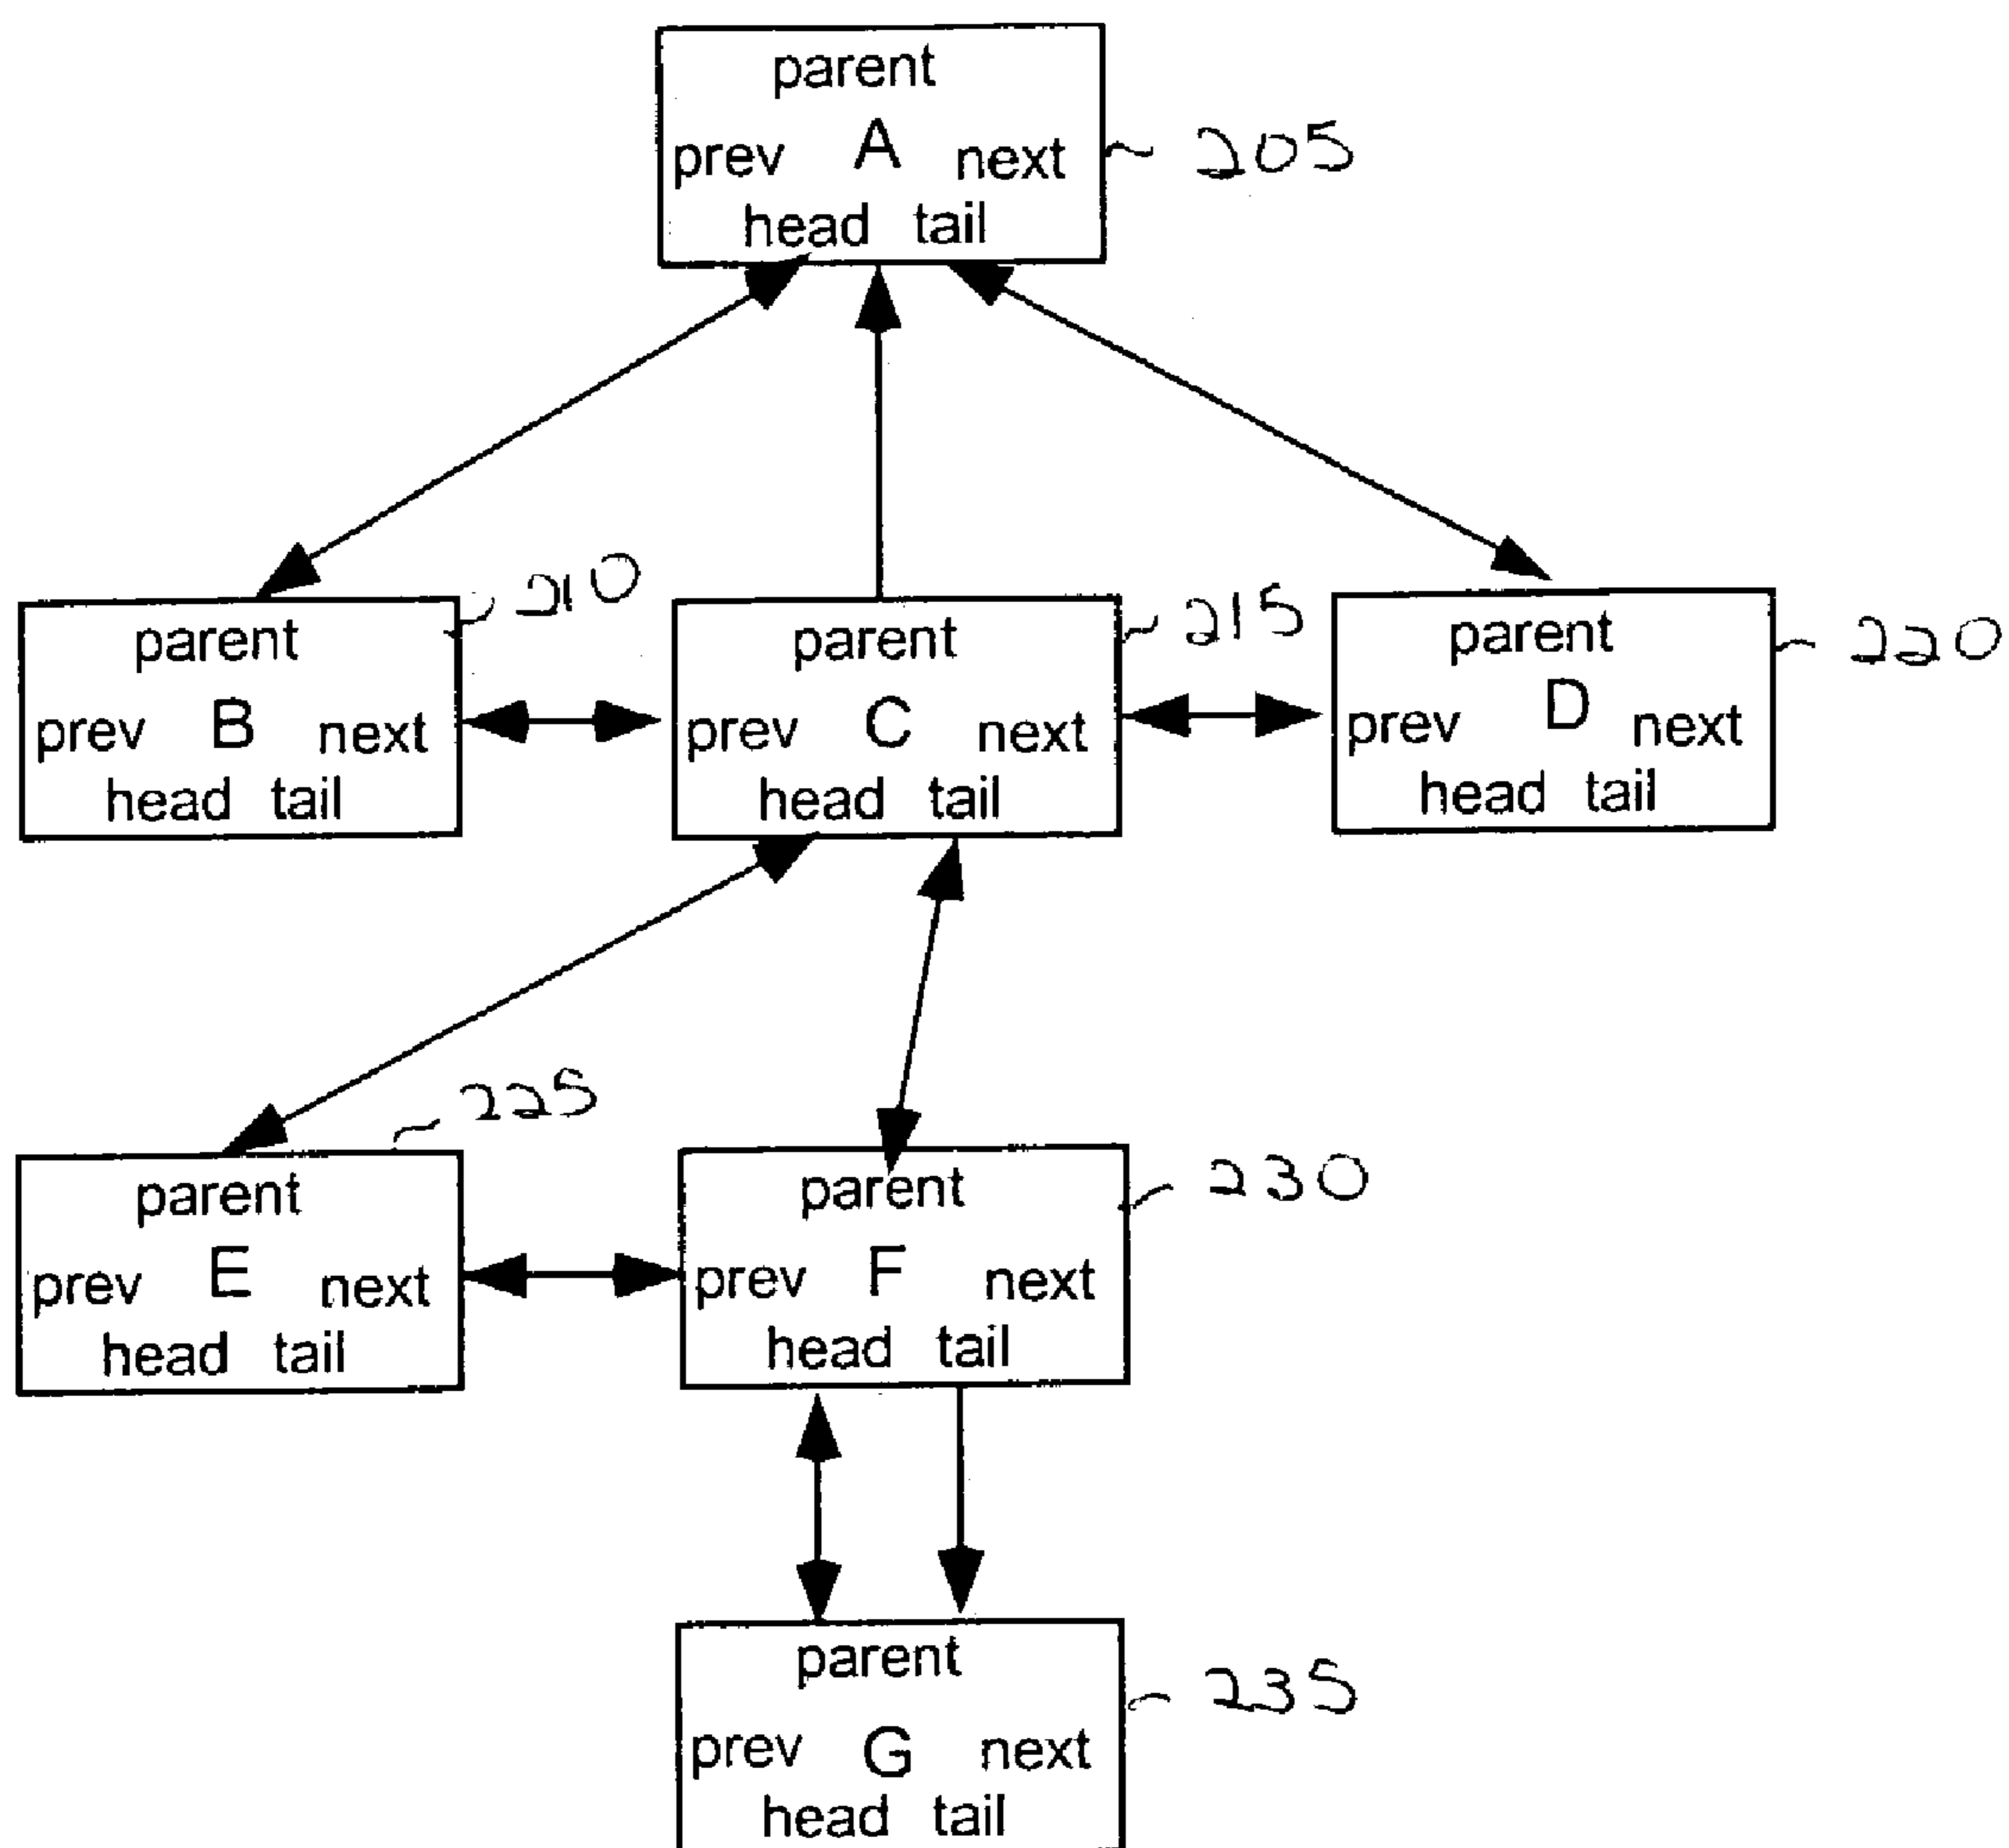 parent
prev A next
head tail
205
parent
prev B next
head tail
210
parent
prev C next
head tail
215
parent
prev D next
head tail
220
parent
prev E next
head tail
225
parent
prev F next
head tail
230
parent
prev G next
head tail
235